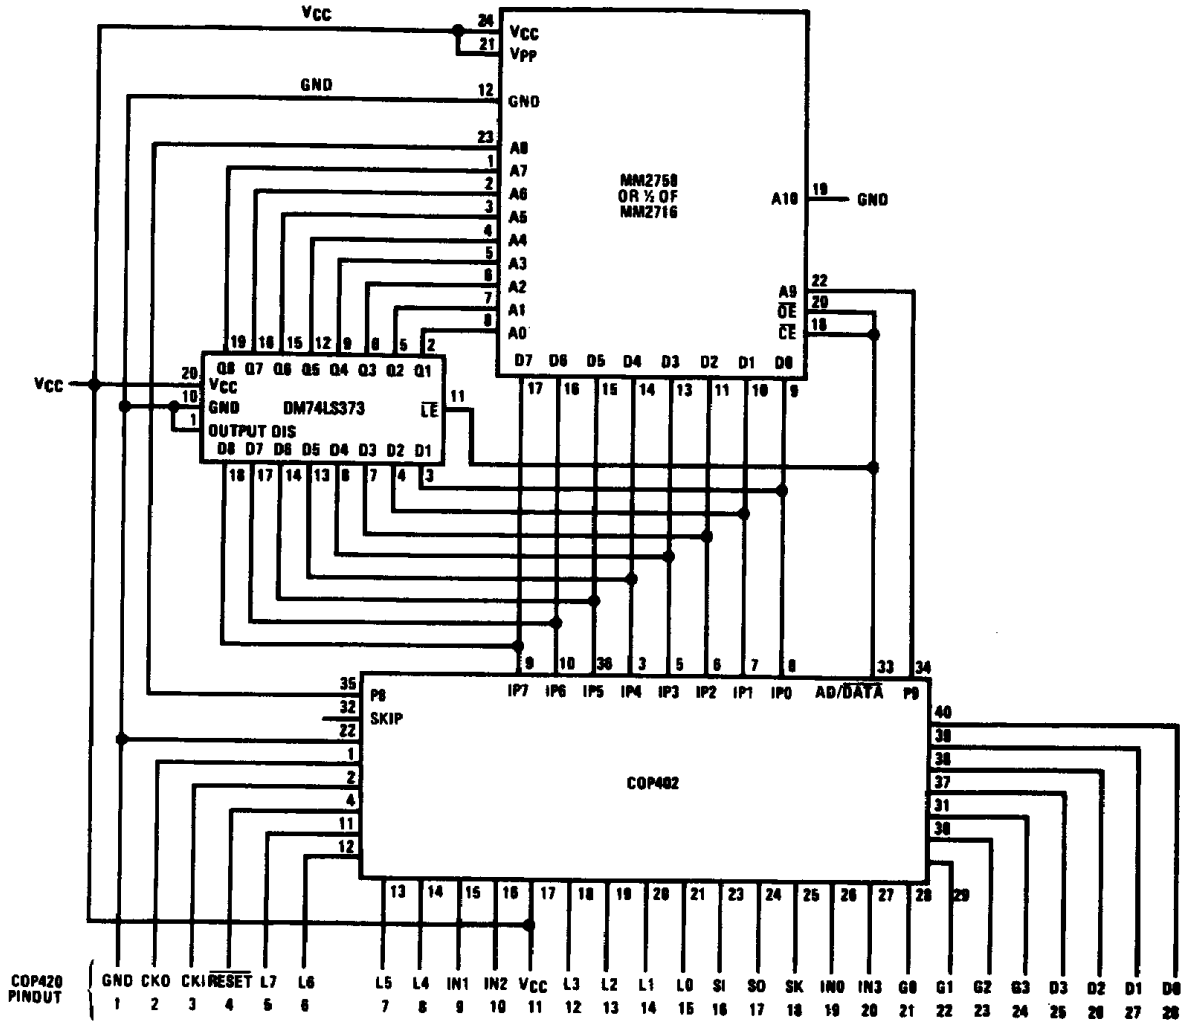 VCC
24
VCC
21
VPP
GND
12
GND
23
A8
1
A7
2
A6
3
A5
4
A4
5
A3
6
A2
7
A1
8
A0
MM2758
OR ½ OF
MM2716
A10
19
GND
A9
22
OE
20
CE
18
D7 D6 D5 D4 D3 D2 D1 D0
17 16 15 14 13 11 10 9
19 16 15 12 9 6 5 2
Q8 Q7 Q6 Q5 Q4 Q3 Q2 Q1
VCC
20
VCC
10
GND
1
OUTPUT DIS
DM74LS373
LE
11
D8 D7 D6 D5 D4 D3 D2 D1
18 17 14 13 8 7 4 3
9 10 36 3 5 6 7 8 33 34
IP7 IP6 IP5 IP4 IP3 IP2 IP1 IP0 AD/DATA P9
35
P8
32
SKIP
22
1
2
4
11
12
COP402
40
39
38
37
31
30
13 14 15 16 17 18 19 20 21 23 24 25 26 27 28 29
COP420
PINOUT
GND CKO CKI RESET L7 L6 L5 L4 IN1 IN2 VCC L3 L2 L1 L0 SI SO SK IN0 IN3 G0 G1 G2 G3 D3 D2 D1 D0
1 2 3 4 5 6 7 8 9 10 11 12 13 14 15 16 17 18 19 20 21 22 23 24 25 26 27 28